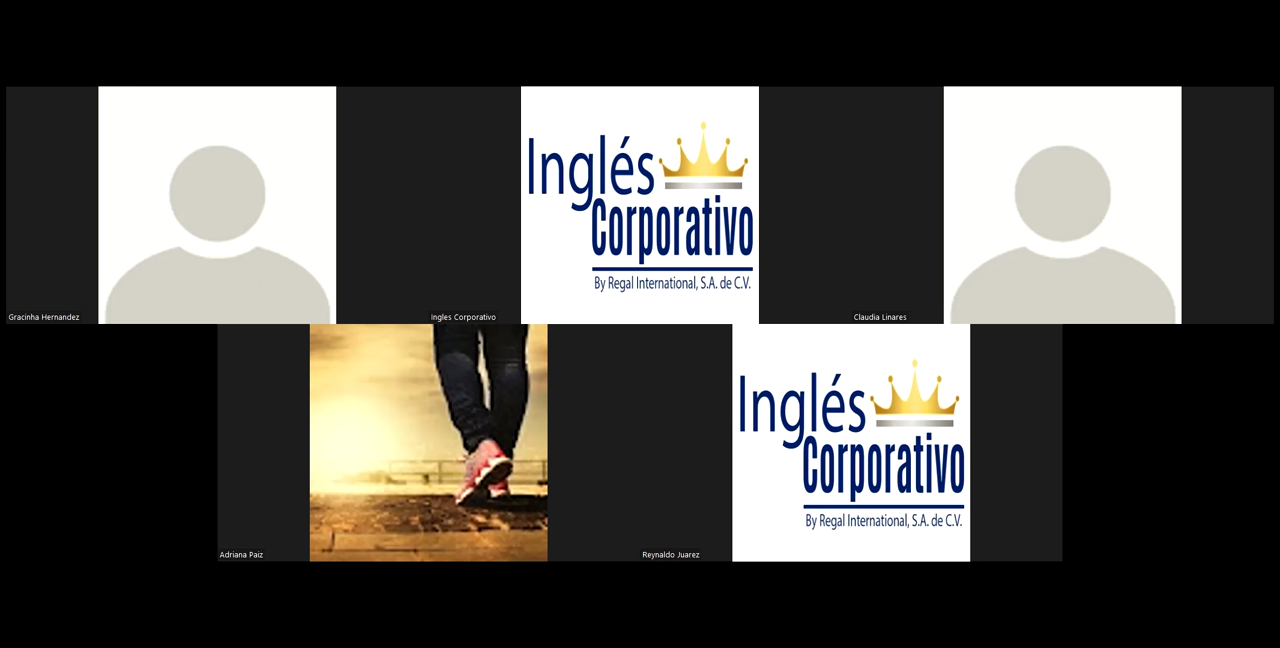 Inglés
Corporativo
By Regal International, S.A. de C.V.
Gracinha Hernandez
Ingles Corporativo
Claudia Linares
Inglés
Corporativo
By Regal International, S.A. de C.V.
Adriana Paiz
Reynaldo Juarez